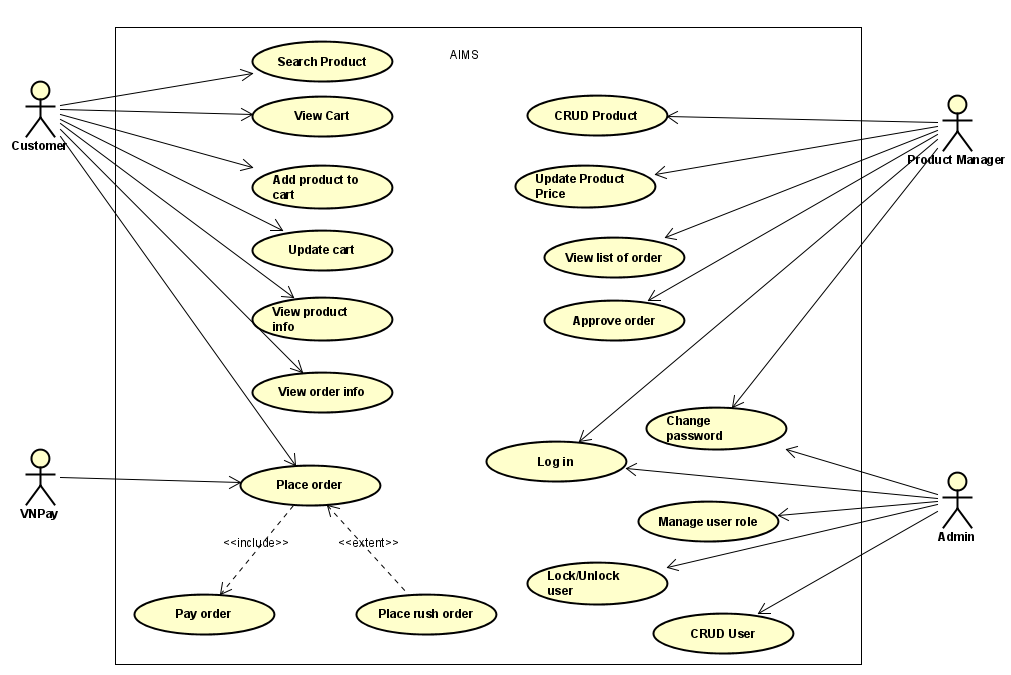 AIMS
Search Product
View Cart
Add product to
cart
Update cart
View product
info
View order info
Place order
<<include>>
<<extent>>
Pay order
Place rush order
CRUD Product
Update Product
Price
View list of order
Approve order
Change
password
Log in
Manage user role
Lock/Unlock
user
CRUD User
Customer
VNPay
Product Manager
Admin